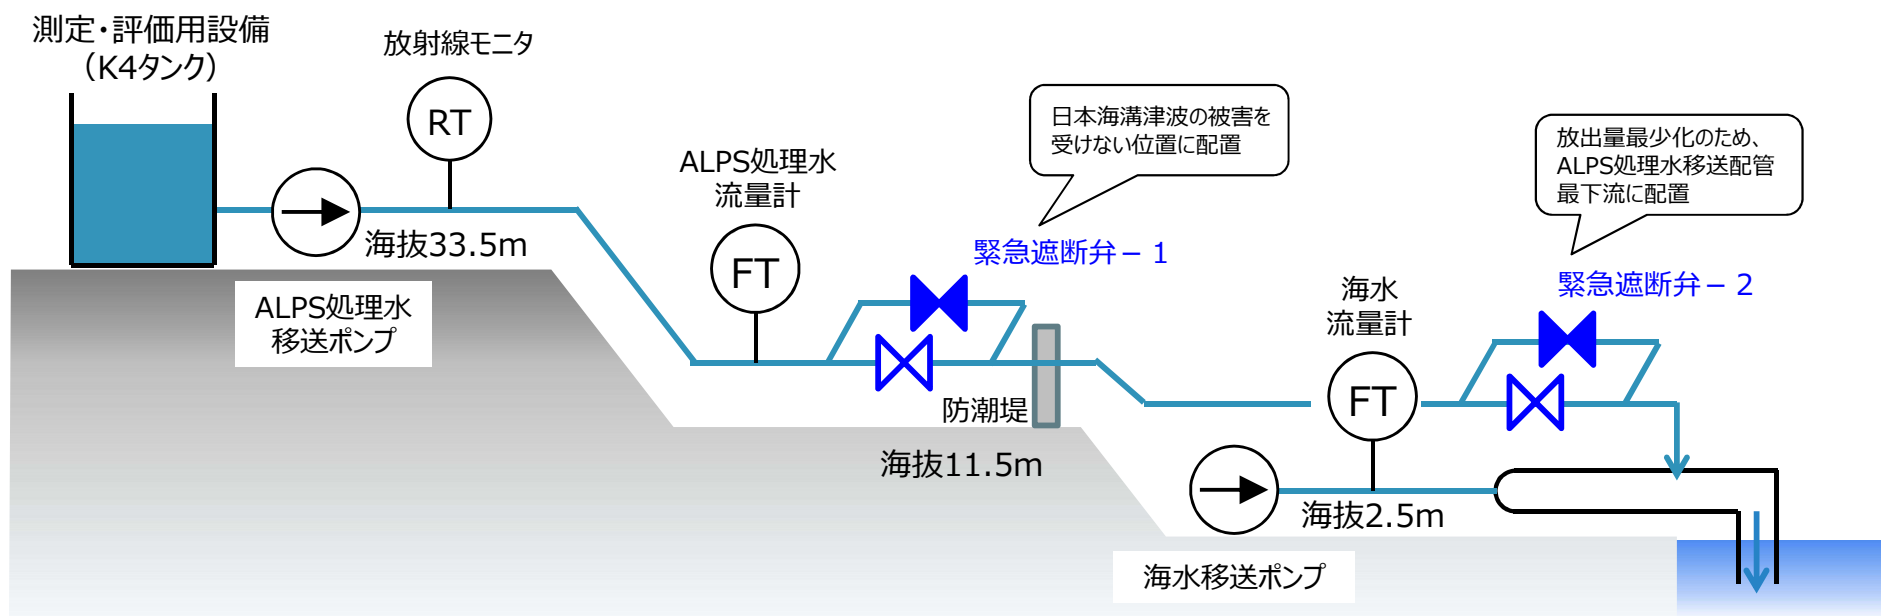 測定・評価用設備
（K4タンク）
放射線モニタ
RT
ALPS処理水
流量計
FT
日本海溝津波の被害を
受けない位置に配置
放出量最少化のため、
ALPS処理水移送配管
最下流に配置
緊急遮断弁－1
緊急遮断弁－2
海抜33.5m
ALPS処理水
移送ポンプ
海水
流量計
FT
防潮堤
海抜11.5m
海抜2.5m
海水移送ポンプ